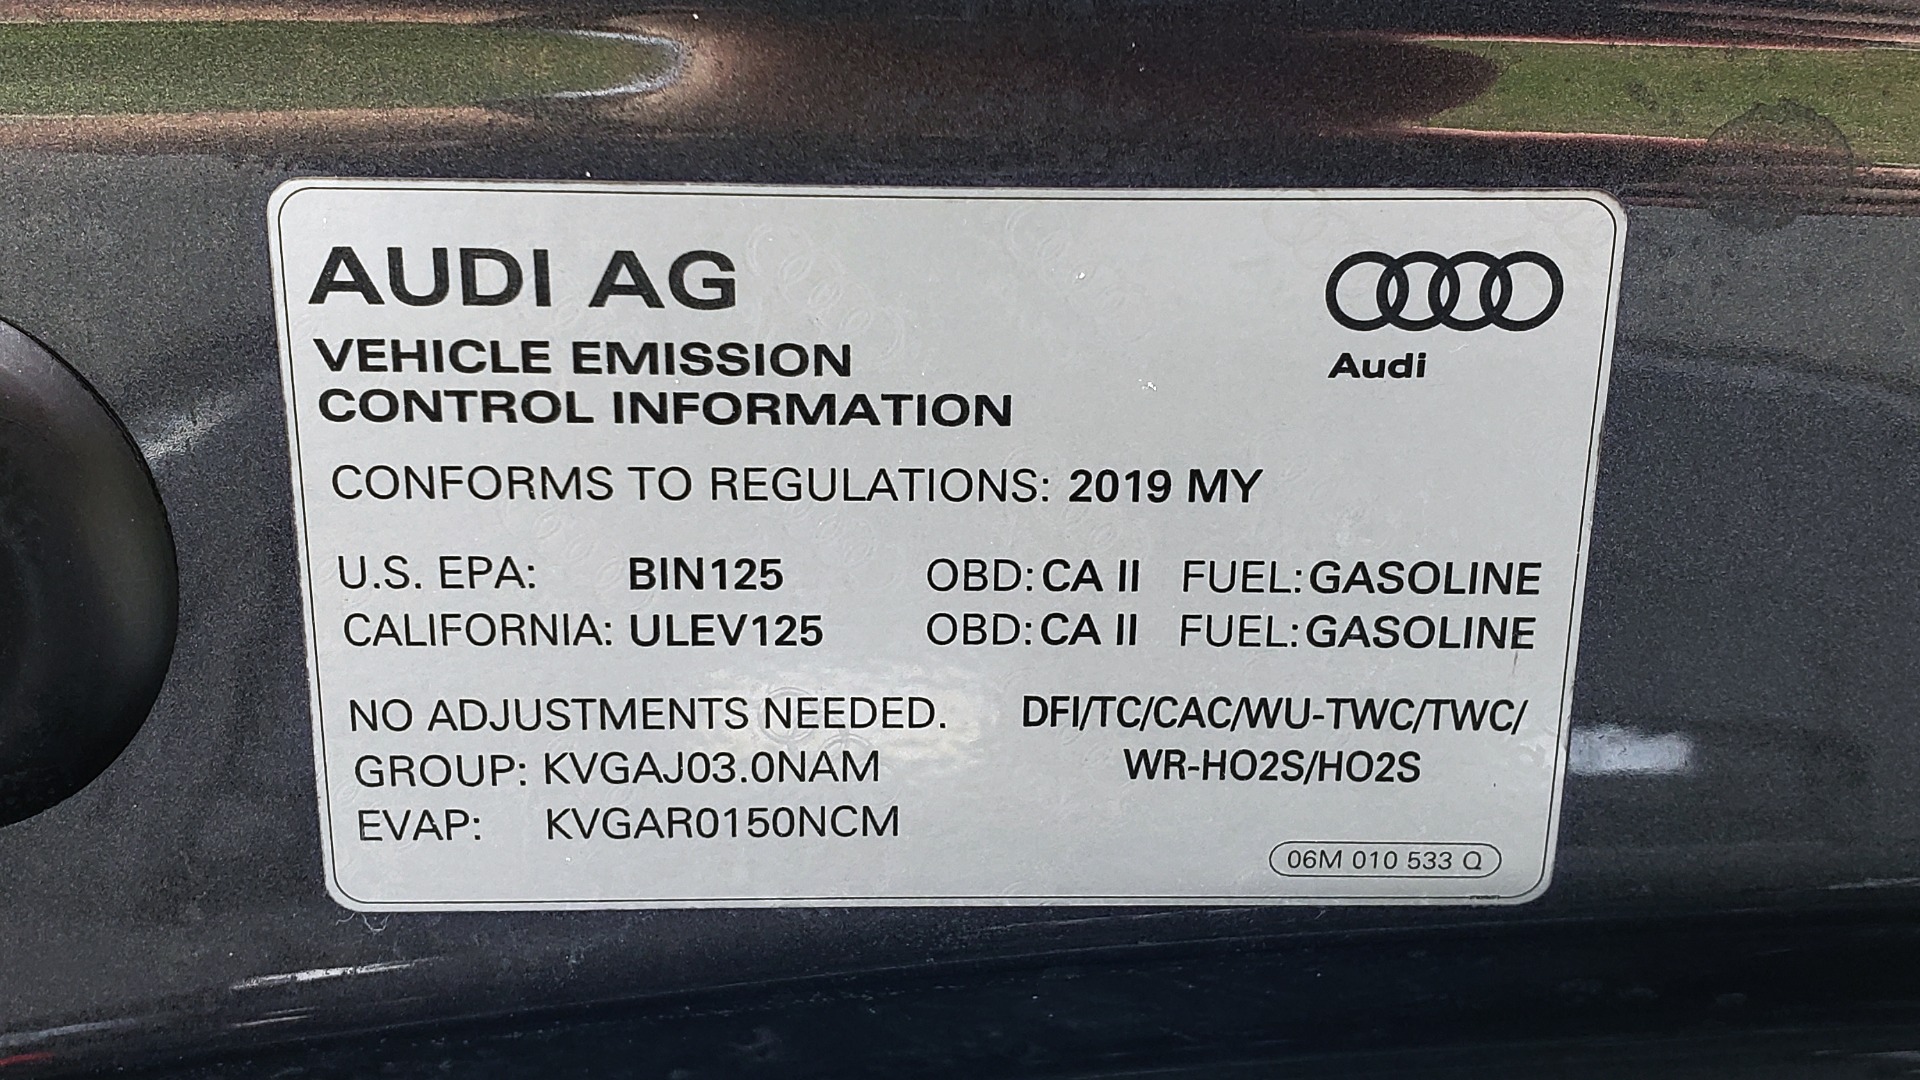 AUDI AG
Audi
VEHICLE EMISSION
CONTROL INFORMATION
CONFORMS TO REGULATIONS: 2019 MY
U.S. EPA: BIN125 OBD: CA II FUEL: GASOLINE
CALIFORNIA: ULEV125 OBD: CA II FUEL: GASOLINE
NO ADJUSTMENTS NEEDED. DFI/TC/CAC/WU-TWC/TWC/
GROUP: KVGAJ03.0NAM WR-HO2S/HO2S
EVAP: KVGAR0150NCM
06M 010 533 Q